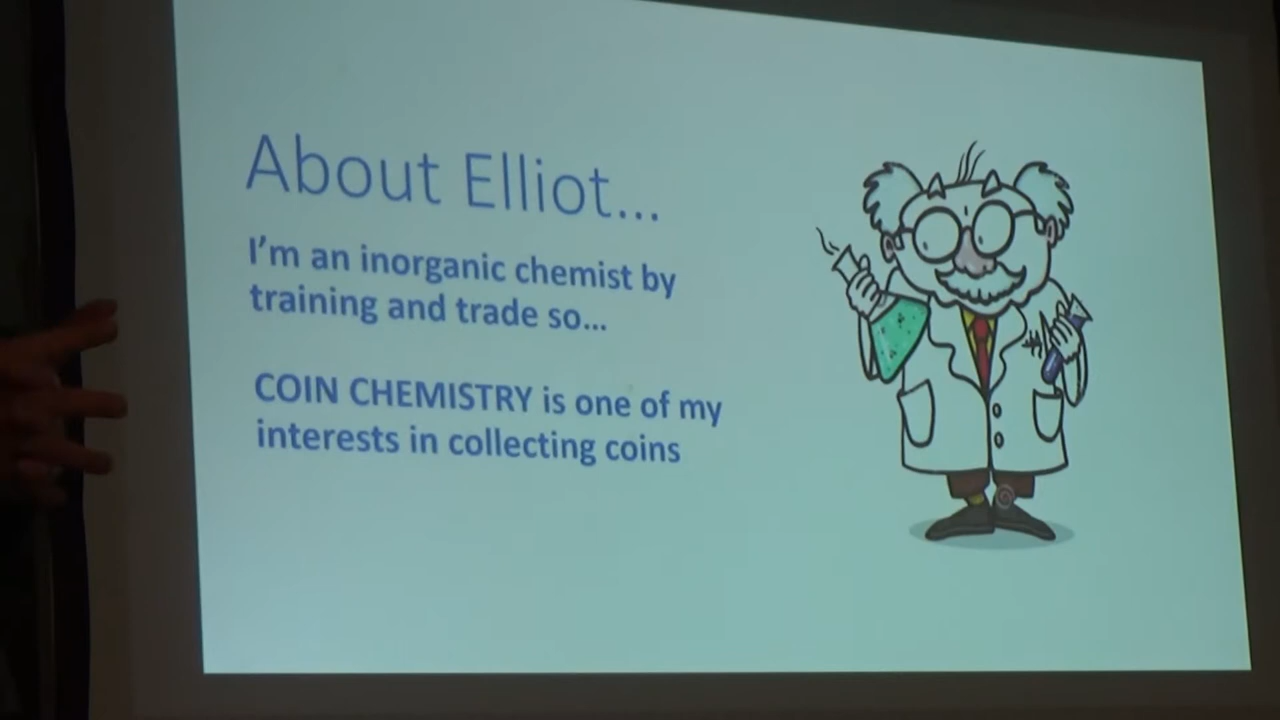 About Elliot...
I'm an inorganic chemist by
training and trade so...
COIN CHEMISTRY is one of my
interests in collecting coins